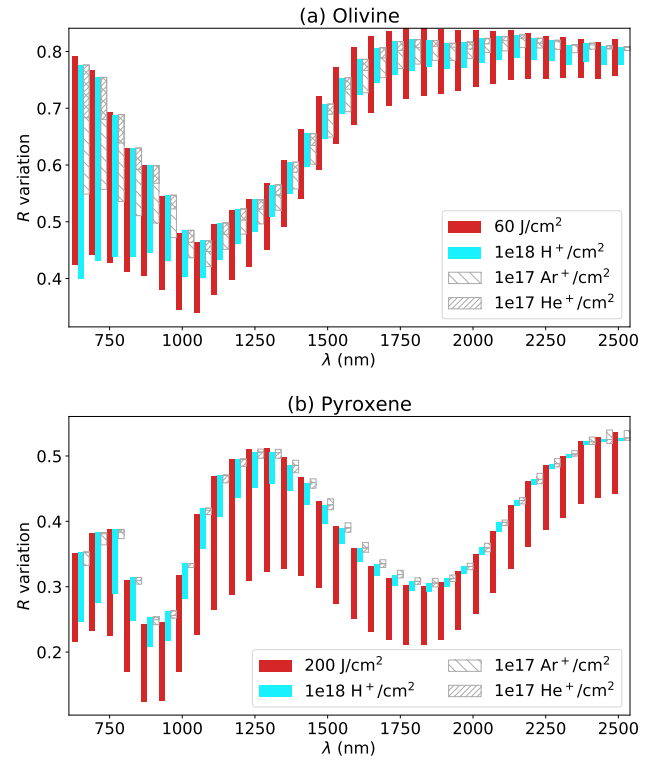 (a) Olivine
0.8
0.7
0.6
0.5
0.4
R variation
60 J/cm²
1e18 H⁺/cm²
1e17 Ar⁺/cm²
1e17 He⁺/cm²
750 1000 1250 1500 1750 2000 2250 2500
λ (nm)
(b) Pyroxene
0.5
0.4
0.3
0.2
R variation
200 J/cm² 1e17 Ar⁺/cm²
1e18 H⁺/cm² 1e17 He⁺/cm²
750 1000 1250 1500 1750 2000 2250 2500
λ (nm)